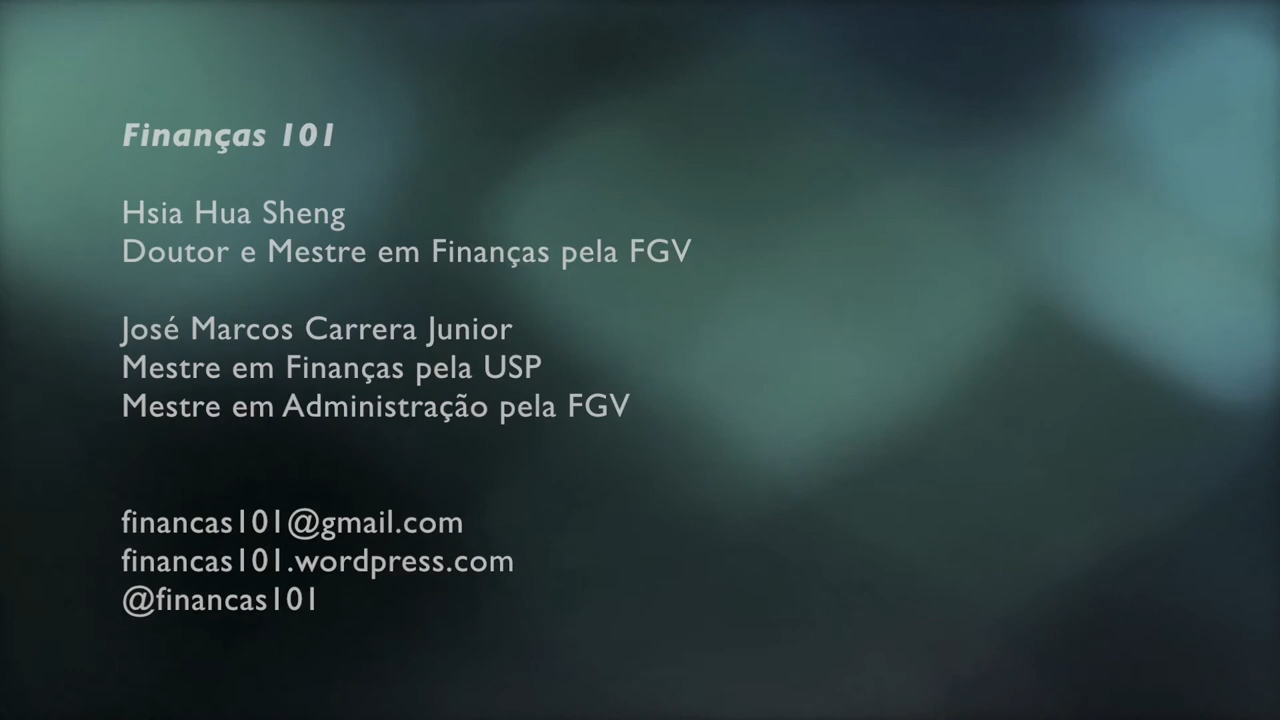 Finanças 101
Hsia Hua Sheng
Doutor e Mestre em Finanças pela FGV
José Marcos Carrera Junior
Mestre em Finanças pela USP
Mestre em Administração pela FGV
financas101@gmail.com
financas101.wordpress.com
@financas101